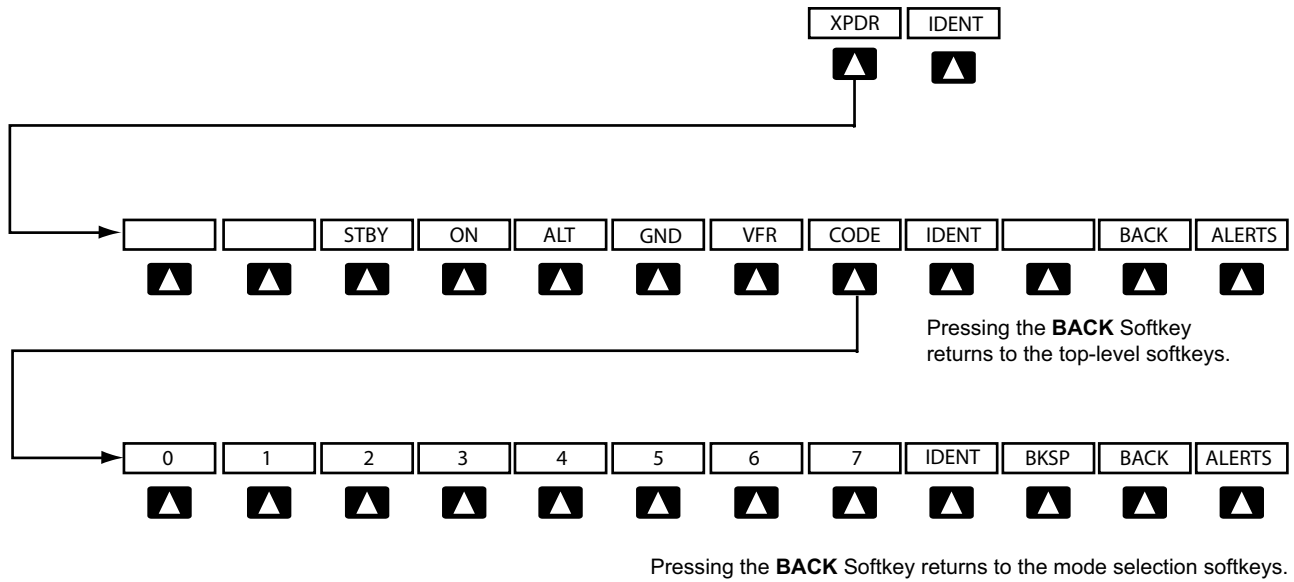 XPDR IDENT
STBY ON ALT GND VFR CODE IDENT BACK ALERTS
Pressing the BACK Softkey
returns to the top-level softkeys.
0 1 2 3 4 5 6 7 IDENT BKSP BACK ALERTS
Pressing the BACK Softkey returns to the mode selection softkeys.